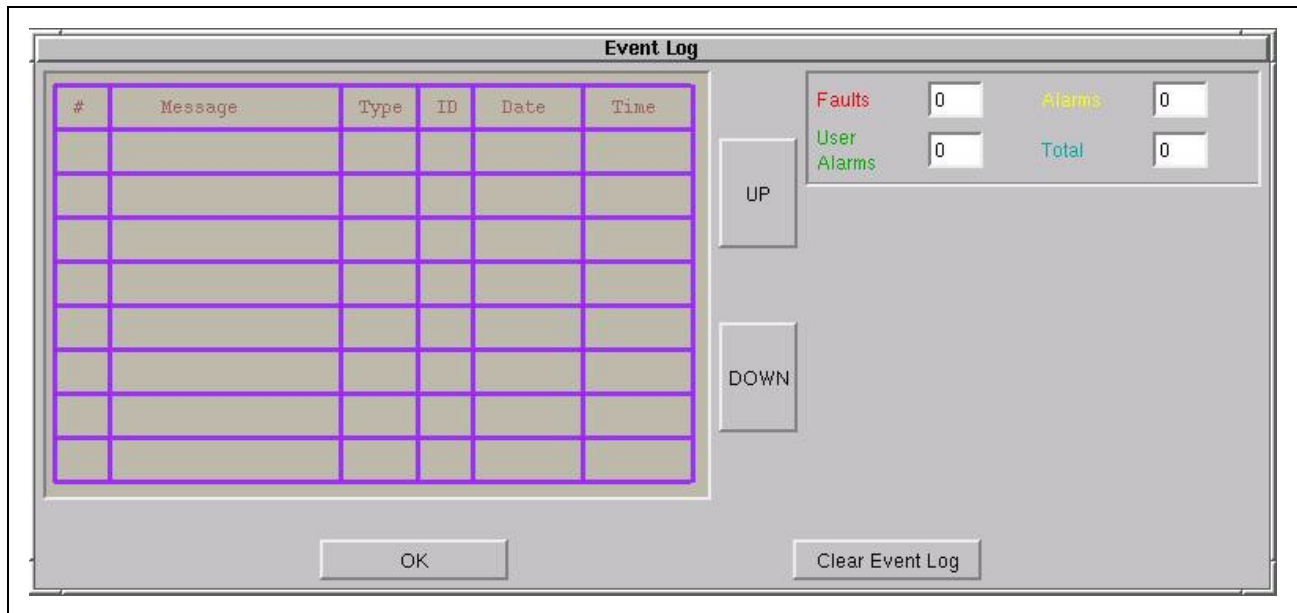 Event Log
# Message Type ID Date Time
UP
DOWN
Faults 0 Alarms 0
User
Alarms 0 Total 0
OK
Clear Event Log